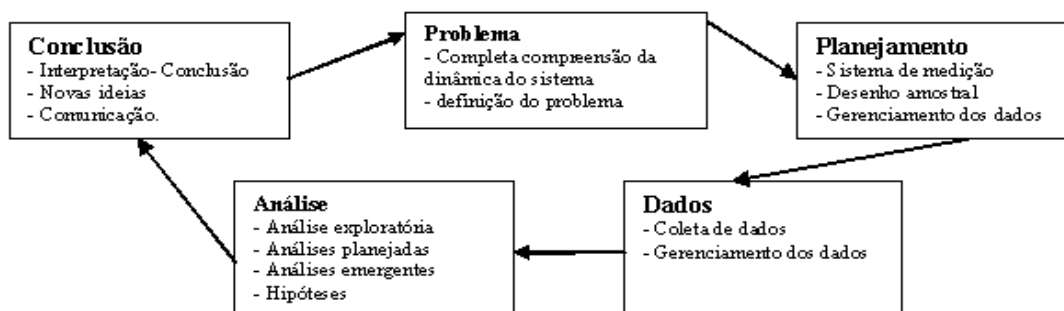 Conclusão
- Interpretação- Conclusão
- Novas ideias
- Comunicação.
Problema
- Completa compreensão da
dinâmica do sistema
- definição do problema
Planejamento
- Sistema de medição
- Desenho amostral
- Gerenciamento dos dados
Análise
- Análise exploratória
- Análises planejadas
- Análises emergentes
- Hipóteses
Dados
- Coleta de dados
- Gerenciamento dos dados